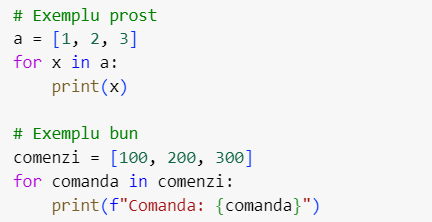 # Exemplu prost
a = [1, 2, 3]
for x in a:
    print(x)

# Exemplu bun
comenzi = [100, 200, 300]
for comanda in comenzi:
    print(f"Comanda: {comanda}")